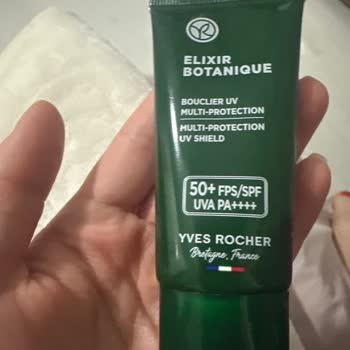 ELIXIR
BOTANIQUE
BOUCLIER UV
MULTI-PROTECTION
MULTI-PROTECTION
UV SHIELD
50+ FPS/SPF
UVA PA++++
YVES ROCHER
Bretagne, France